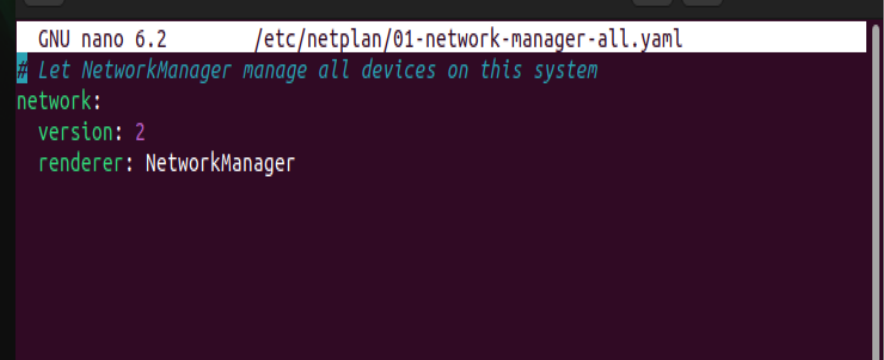 GNU nano 6.2 /etc/netplan/01-network-manager-all.yaml
# Let NetworkManager manage all devices on this system
network:
  version: 2
  renderer: NetworkManager